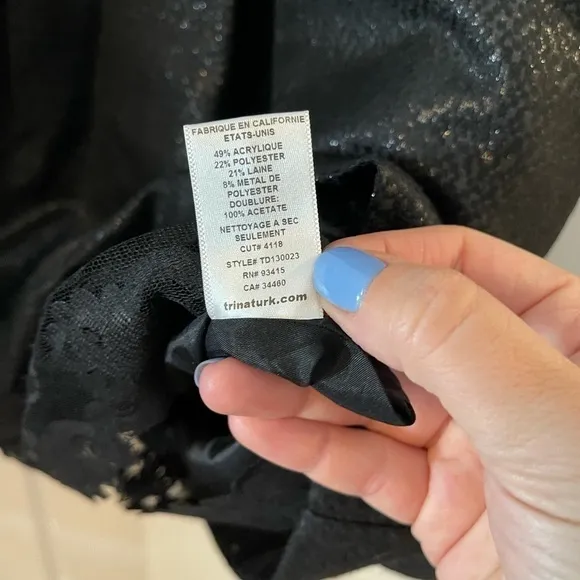 FABRIQUE EN CALIFORNIE
ETATS-UNIS
49% ACRYLIQUE
22% POLYESTER
21% LAINE
8% METAL DE
POLYESTER
DOUBLURE:
100% ACETATE
NETTOYAGE A SEC
SEULEMENT
CUT# 4118
STYLE# TD130023
RN# 93415
CA# 34460
trinaturk.com